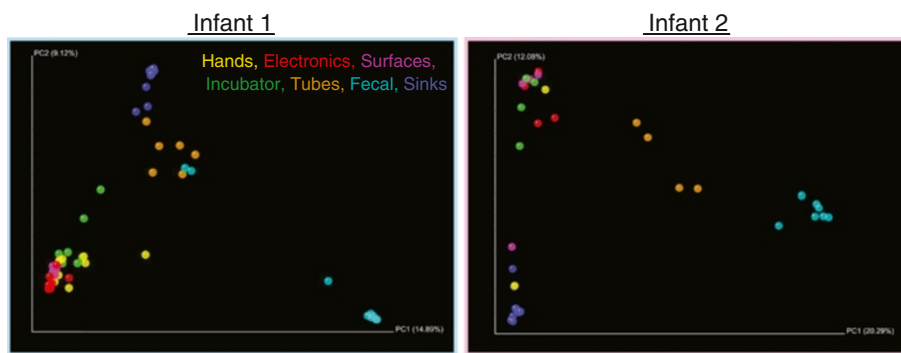 Infant 1
Infant 2
PC2 (9.12%)
Hands, Electronics, Surfaces,
Incubator, Tubes, Fecal, Sinks
PC1 (14.89%)
PC2 (12.08%)
PC1 (20.29%)